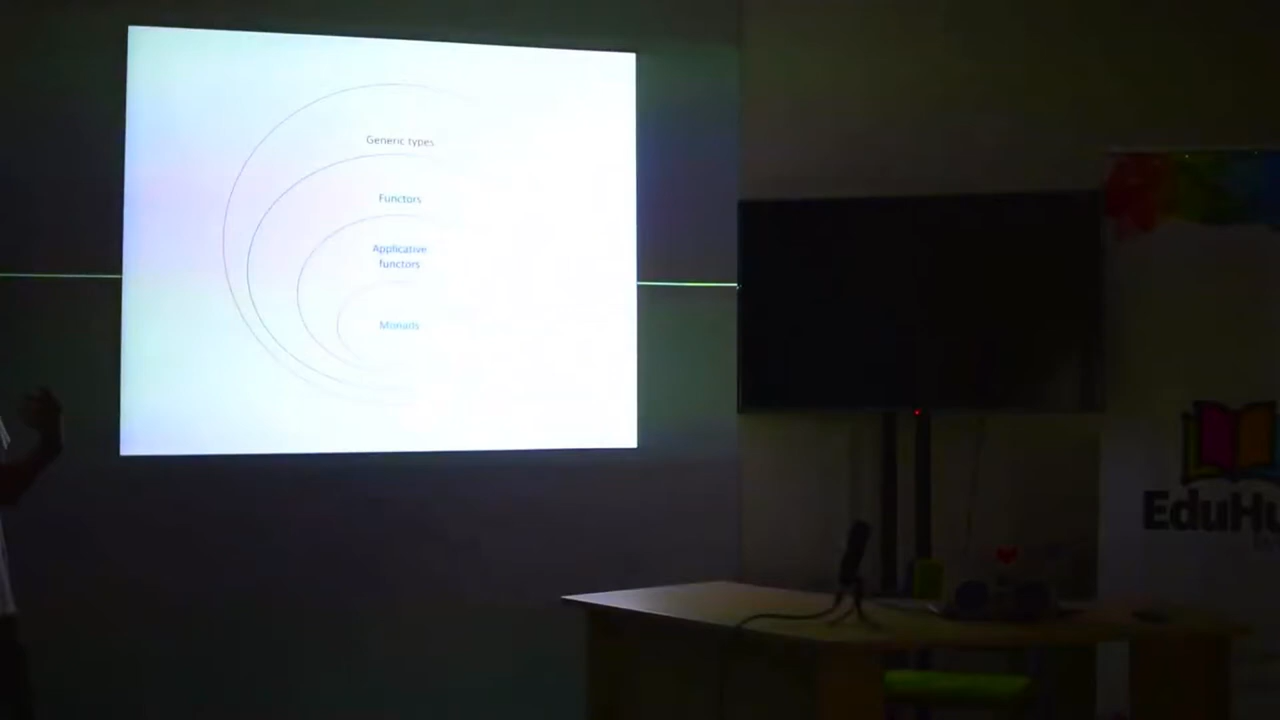 Generic types
Functors
Applicative
functors
Monads
EduHu